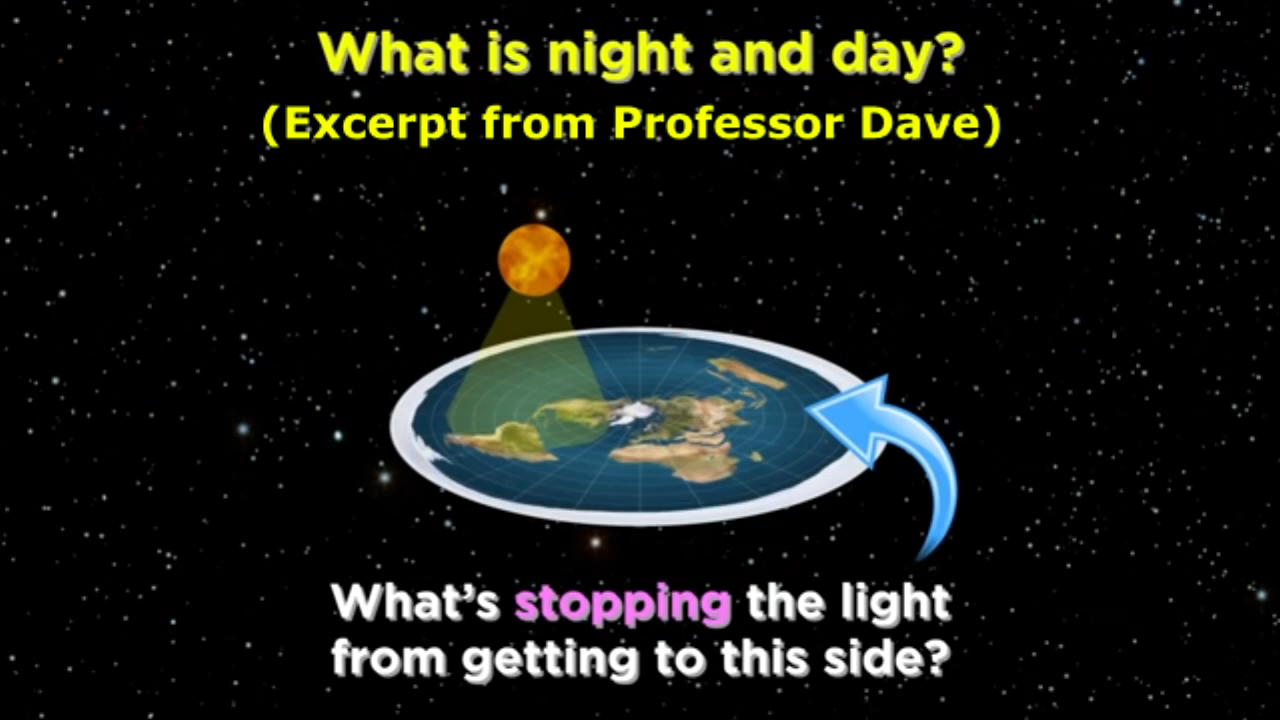 What is night and day?
(Excerpt from Professor Dave)
What's stopping the light
from getting to this side?